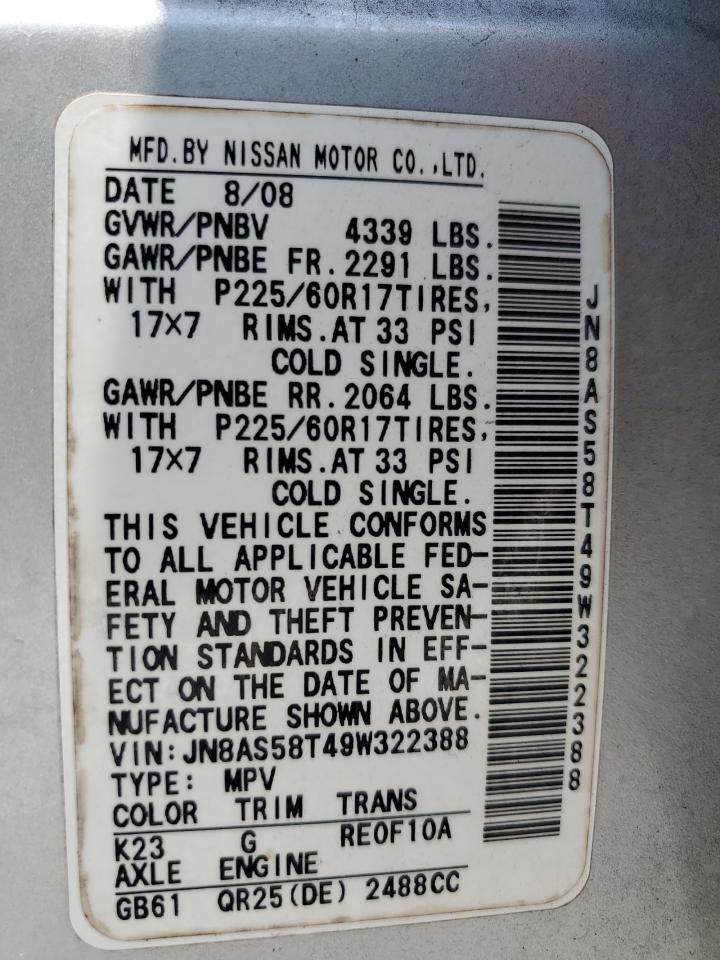 MFD.BY NISSAN MOTOR CO.,LTD.
DATE 8/08
GVWR/PNBV 4339 LBS.
GAWR/PNBE FR.2291 LBS.
WITH P225/60R17TIRES,
17×7 RIMS.AT 33 PSI
COLD SINGLE.
GAWR/PNBE RR.2064 LBS.
WITH P225/60R17TIRES,
17×7 RIMS.AT 33 PSI
COLD SINGLE.
THIS VEHICLE CONFORMS
TO ALL APPLICABLE FED-
ERAL MOTOR VEHICLE SA-
FETY AND THEFT PREVEN-
TION STANDARDS IN EFF-
ECT ON THE DATE OF MA-
NUFACTURE SHOWN ABOVE.
VIN:JN8AS58T49W322388
TYPE: MPV
COLOR TRIM TRANS
K23 G RE0F10A
AXLE ENGINE
GB61 QR25(DE) 2488CC
JN8AS58T49W322388